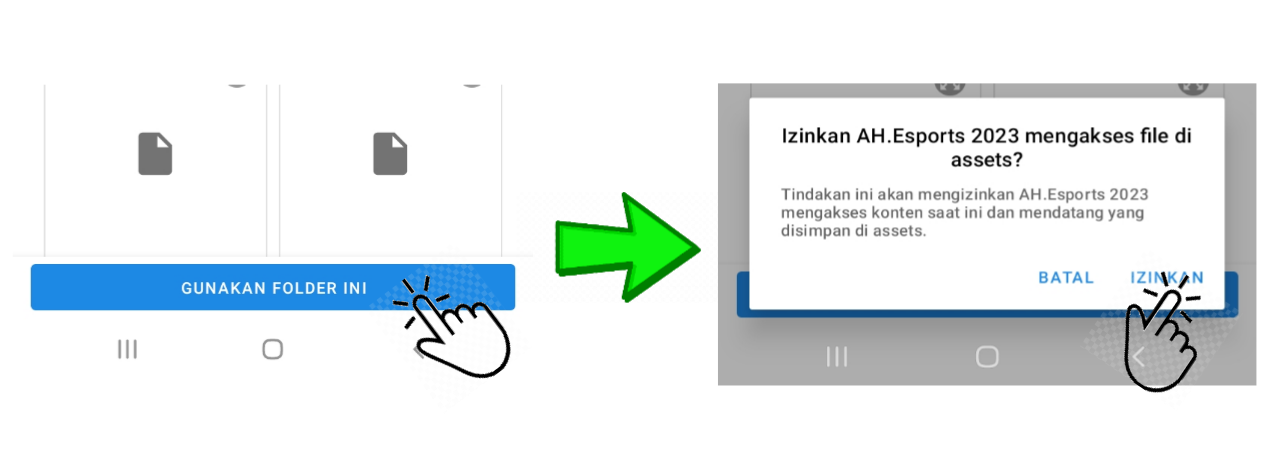 GUNAKAN FOLDER INI
Izinkan AH.Esports 2023 mengakses file di
assets?
Tindakan ini akan mengizinkan AH.Esports 2023
mengakses konten saat ini dan mendatang yang
disimpan di assets.
BATAL IZINKAN